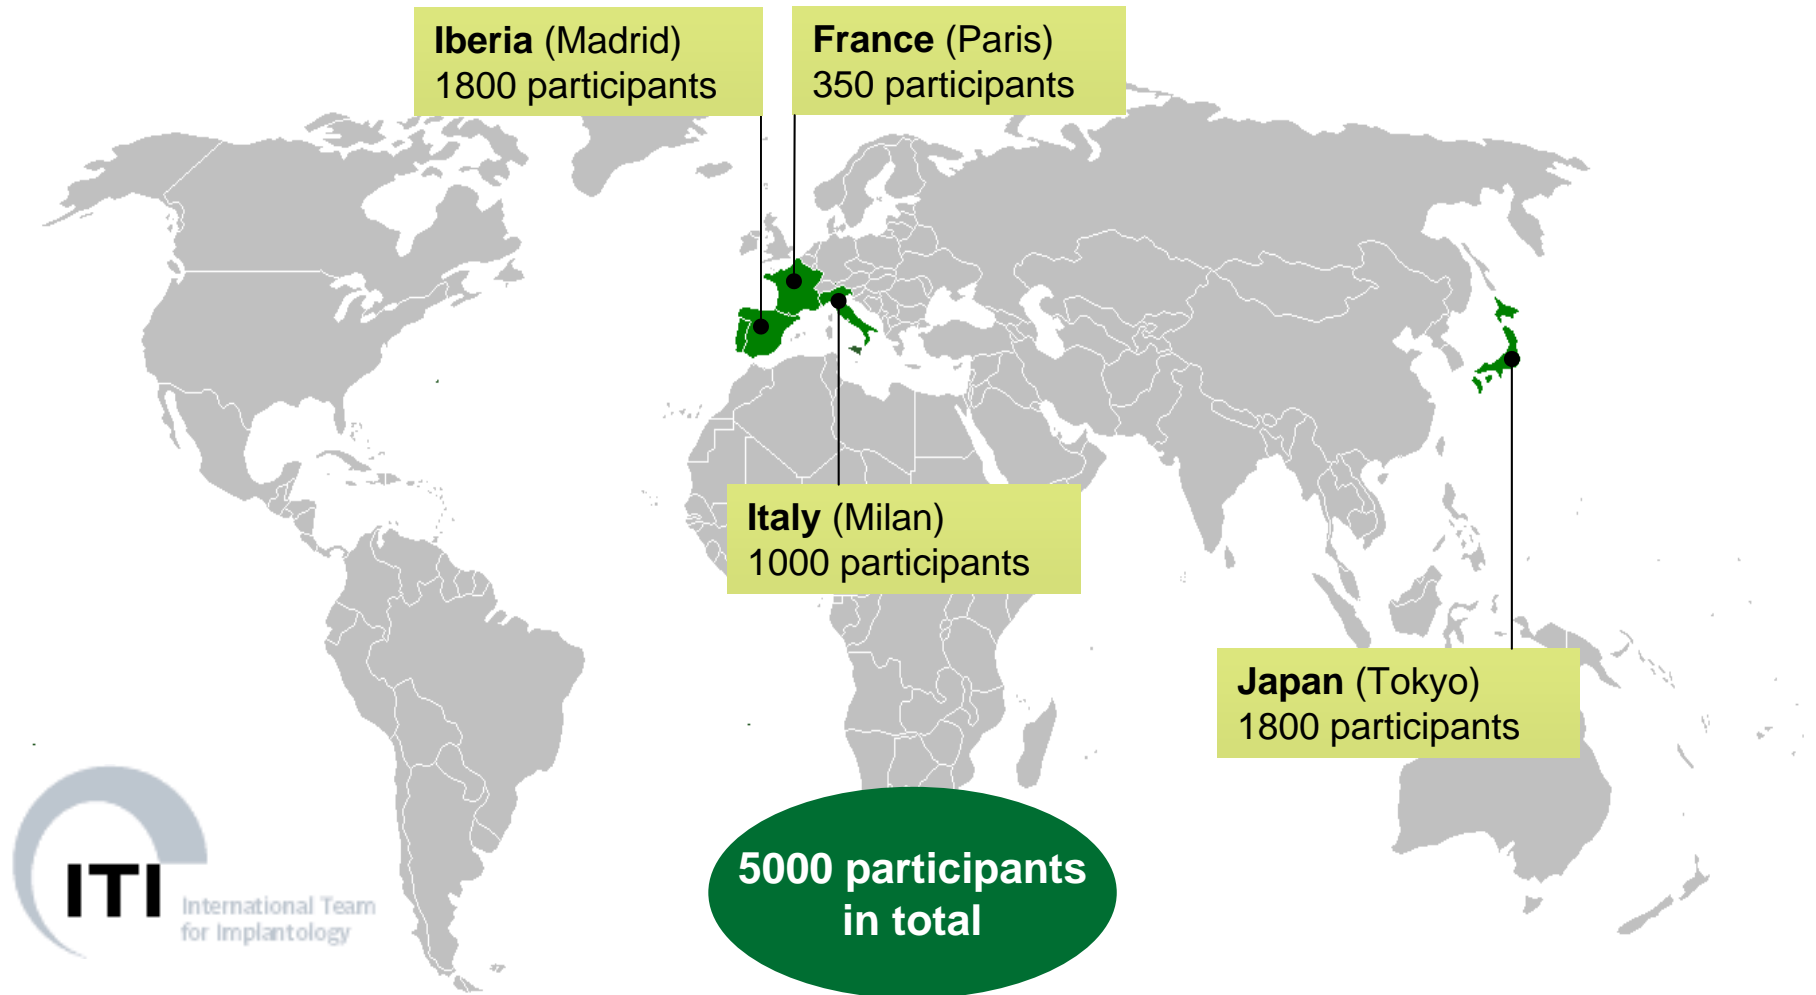 Iberia (Madrid)
1800 participants
France (Paris)
350 participants
Italy (Milan)
1000 participants
Japan (Tokyo)
1800 participants
5000 participants
in total
ITI
International Team
for Implantology